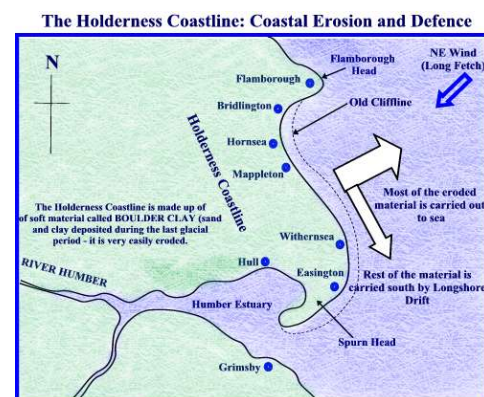 The Holderness Coastline: Coastal Erosion and Defence
N
Flamborough
Flamborough
Head
NE Wind
(Long Fetch)
Bridlington
Old Cliffline
Hornsea
Mappleton
Holderness Coastline
The Holderness Coastline is made up of
of soft material called BOULDER CLAY (sand
and clay deposited during the last glacial
period - it is very easily eroded.
Most of the eroded
material is carried out
to sea
Withernsea
Hull
Easington
Rest of the material is
carried south by Longshore
Drift
RIVER HUMBER
Humber Estuary
Spurn Head
Grimsby